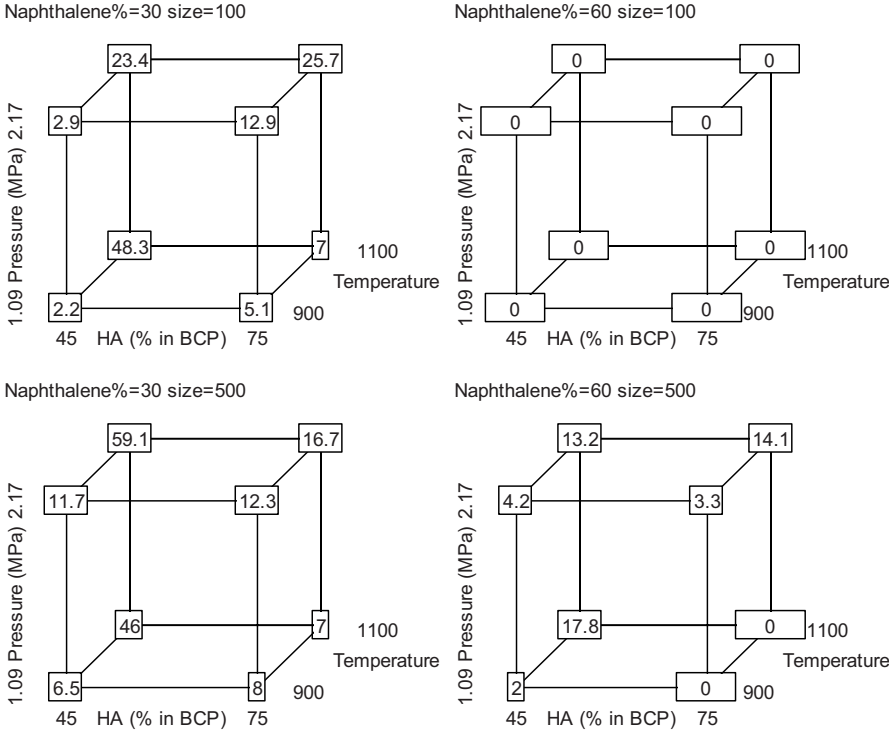 Naphthalene%=30 size=100
23.4 25.7
2.9 12.9
1.09 Pressure (MPa) 2.17
48.3 7 1100
Temperature
2.2 5.1 900
45 HA (% in BCP) 75
Naphthalene%=60 size=100
0 0
0 0
1.09 Pressure (MPa) 2.17
0 0 1100
Temperature
0 0 900
45 HA (% in BCP) 75
Naphthalene%=30 size=500
59.1 16.7
11.7 12.3
1.09 Pressure (MPa) 2.17
46 7 1100
Temperature
6.5 8 900
45 HA (% in BCP) 75
Naphthalene%=60 size=500
13.2 14.1
4.2 3.3
1.09 Pressure (MPa) 2.17
17.8 0 1100
Temperature
2 0 900
45 HA (% in BCP) 75